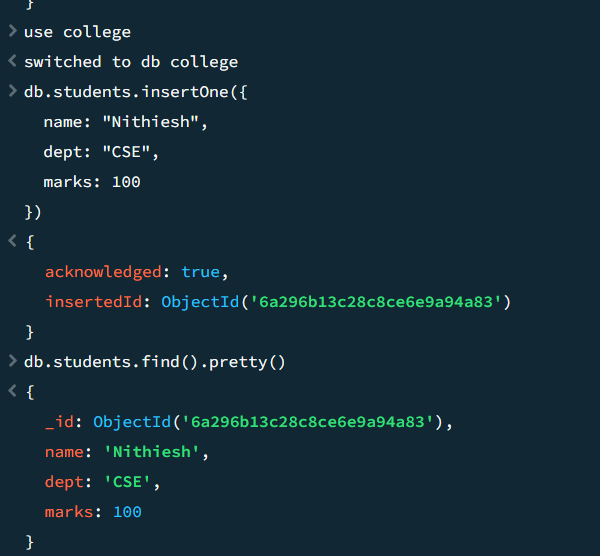 }
> use college
< switched to db college
> db.students.insertOne({
name: "Nithiesh",
dept: "CSE",
marks: 100
})
< {
acknowledged: true,
insertedId: ObjectId('6a296b13c28c8ce6e9a94a83')
}
> db.students.find().pretty()
< {
_id: ObjectId('6a296b13c28c8ce6e9a94a83'),
name: 'Nithiesh',
dept: 'CSE',
marks: 100
}